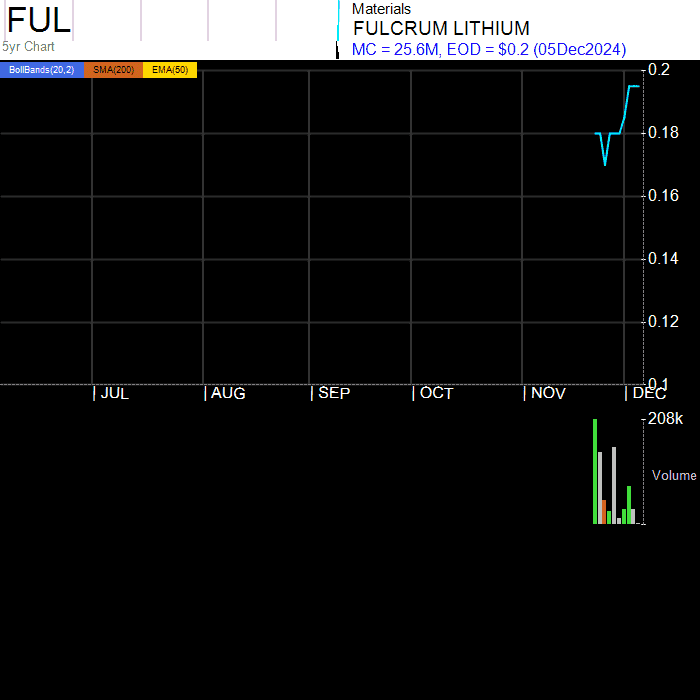 FUL
5yr Chart
Materials
FULCRUM LITHIUM
MC = 25.6M, EOD = $0.2 (05Dec2024)
BollBands(20,2) SMA(200) EMA(50)
0.2
0.18
0.16
0.14
0.12
0.1
| JUL | AUG | SEP | OCT | NOV | DEC
208k
Volume